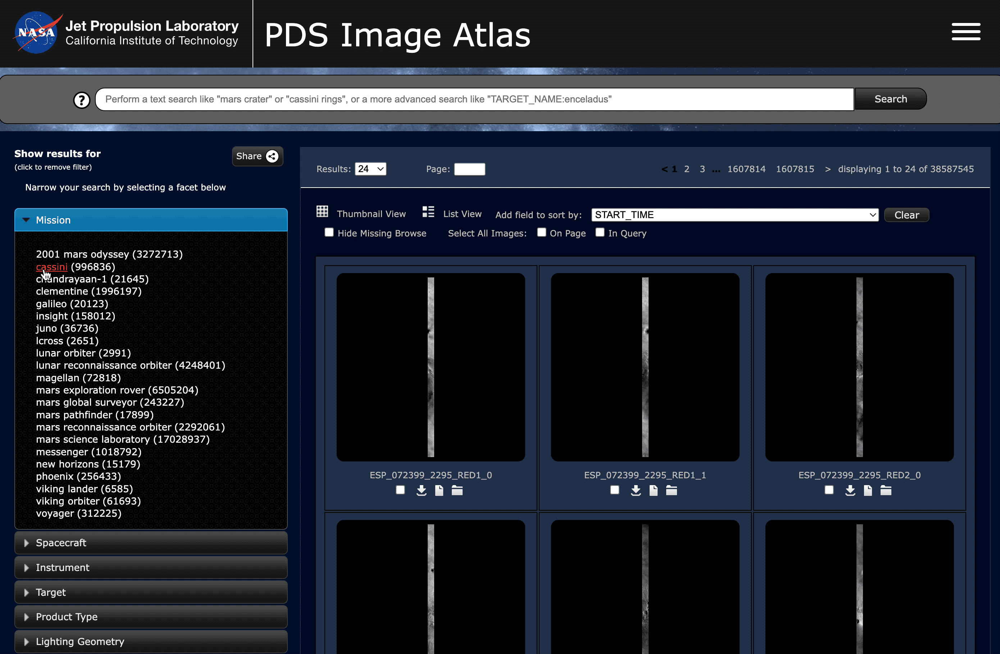 NASA
Jet Propulsion Laboratory
California Institute of Technology
PDS Image Atlas
?
Perform a text search like "mars crater" or "cassini rings", or a more advanced search like "TARGET_NAME:enceladus"
Search
Show results for
(click to remove filter)
Share
Narrow your search by selecting a facet below
Mission
2001 mars odyssey (3272713)
cassini (996836)
chandrayaan-1 (21645)
clementine (1996197)
galileo (20123)
insight (158012)
juno (36736)
lcross (2651)
lunar orbiter (2991)
lunar reconnaissance orbiter (4248401)
magellan (72818)
mars exploration rover (6505204)
mars global surveyor (243227)
mars pathfinder (17899)
mars reconnaissance orbiter (2292061)
mars science laboratory (17028937)
messenger (1018792)
new horizons (15179)
phoenix (256433)
viking lander (6585)
viking orbiter (61693)
voyager (312225)
Spacecraft
Instrument
Target
Product Type
Lighting Geometry
Results: 24 Page: < 1 2 3 ... 1607814 1607815 > displaying 1 to 24 of 38587545
Thumbnail View List View Add field to sort by: START_TIME Clear
Hide Missing Browse Select All Images: On Page In Query
ESP_072399_2295_RED1_0
ESP_072399_2295_RED1_1
ESP_072399_2295_RED2_0